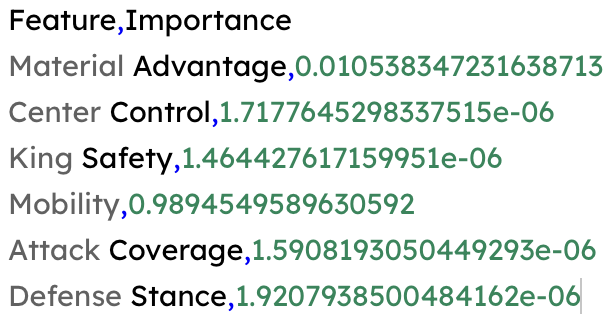 Feature,Importance
Material Advantage,0.010538347231638713
Center Control,1.7177645298337515e-06
King Safety,1.464427617159951e-06
Mobility,0.9894549589630592
Attack Coverage,1.5908193050449293e-06
Defense Stance,1.9207938500484162e-06